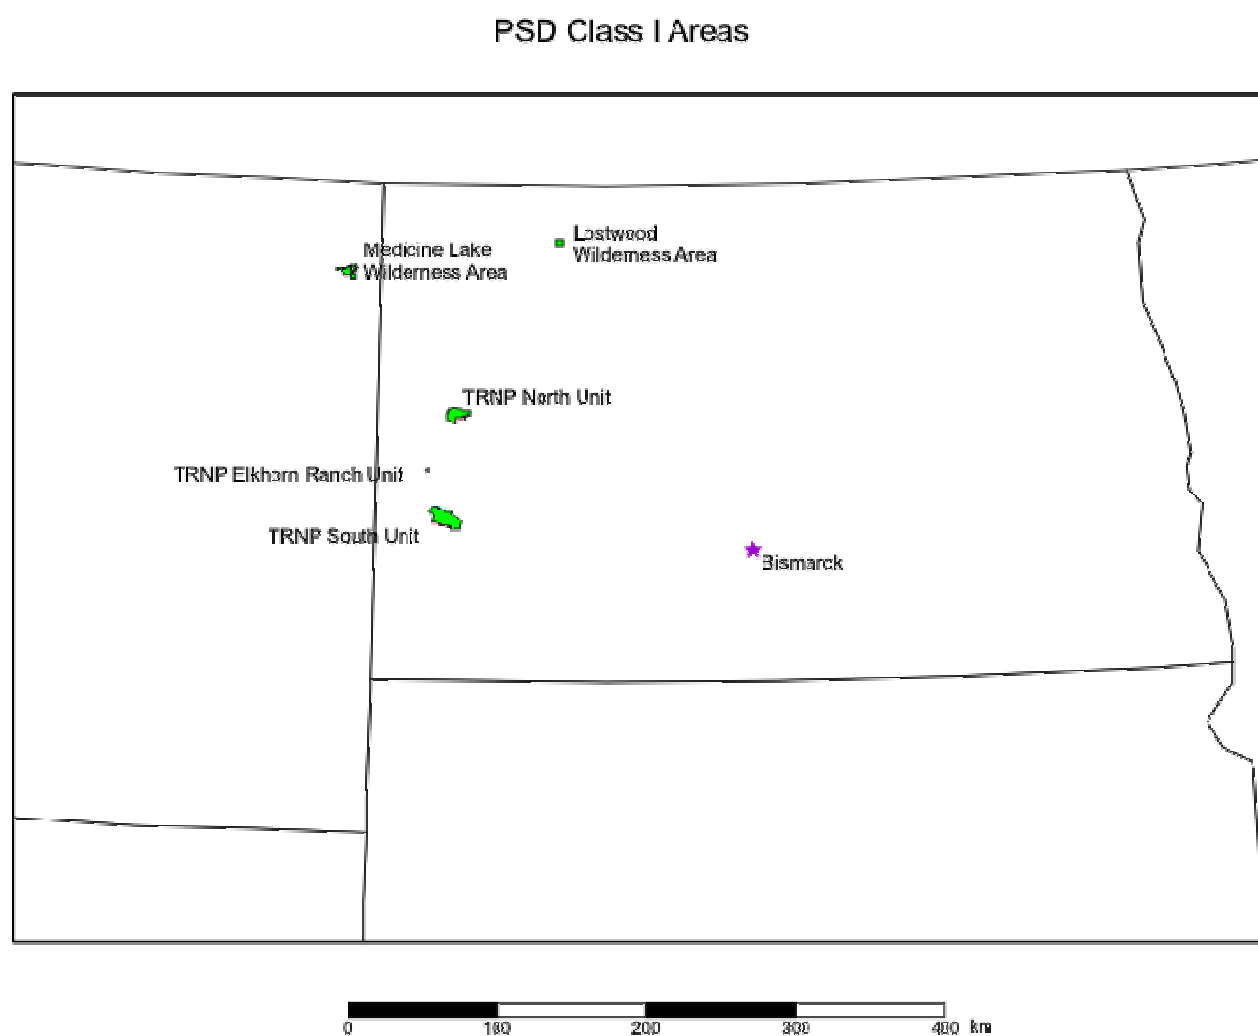 PSD Class I Areas
Lostwood
Wilderness Area
Medicine Lake
Wilderness Area
TRNP North Unit
TRNP Elkhorn Ranch Unit
TRNP South Unit
Bismarck
0 100 200 300 400 km